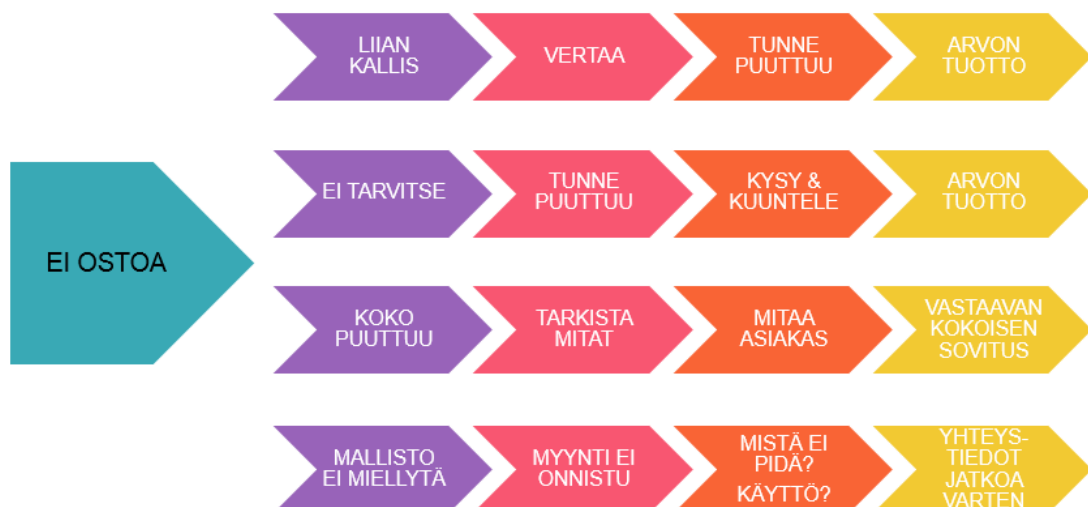 LIIAN
KALLIS
VERTAA
TUNNE
PUUTTUU
ARVON
TUOTTO
EI OSTOA
EI TARVITSE
TUNNE
PUUTTUU
KYSY &
KUUNTELE
ARVON
TUOTTO
KOKO
PUUTTUU
TARKISTA
MITAT
MITAA
ASIAKAS
VASTAAVAN
KOKOISEN
SOVITUS
MALLISTO
EI MIELLYTÄ
MYYNTI EI
ONNISTU
MISTÄ EI
PIDÄ?
KÄYTTÖ?
YHTEYS-
TIEDOT
JATKOA
VARTEN